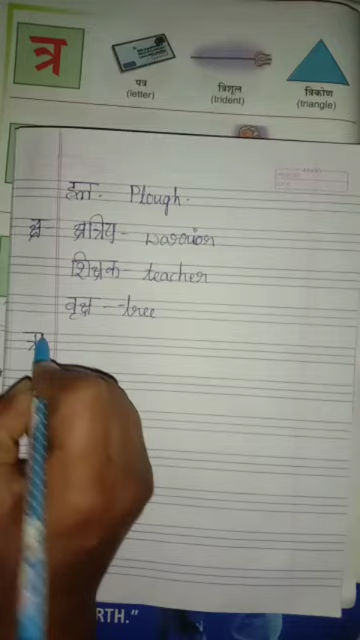 त्र
पत्र
(letter)
त्रिशूल
(trident)
त्रिकोण
(triangle)
हल - Plough.
क्ष - क्षत्रिय - warrior
शिक्षक - teacher
वृक्ष - tree
त्र
RTH."